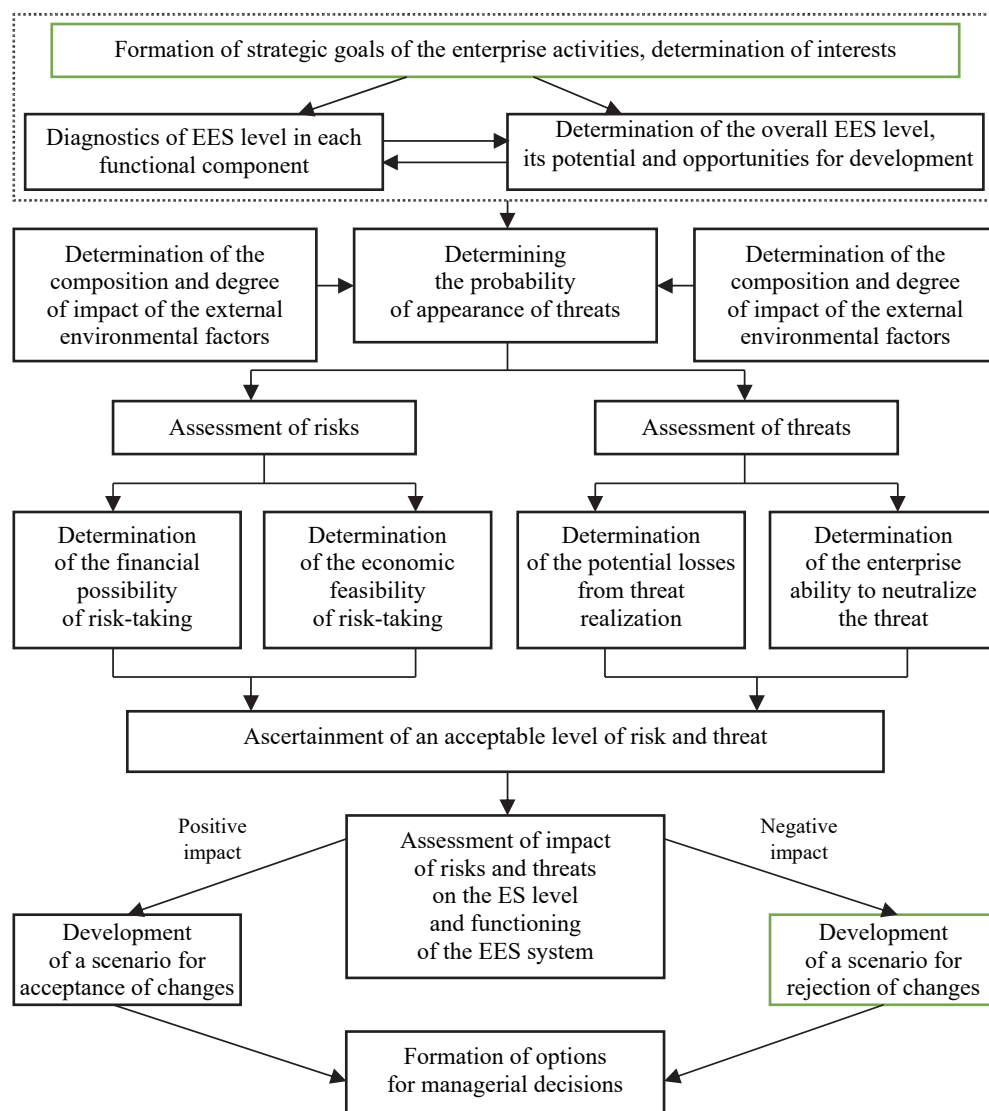 Formation of strategic goals of the enterprise activities, determination of interests
Diagnostics of EES level in each
functional component
Determination of the overall EES level,
its potential and opportunities for development
Determination of the
composition and degree
of impact of the external
environmental factors
Determining
the probability
of appearance of threats
Determination of the
composition and degree
of impact of the external
environmental factors
Assessment of risks
Assessment of threats
Determination
of the financial
possibility
of risk-taking
Determination
of the economic
feasibility
of risk-taking
Determination
of the potential losses
from threat
realization
Determination
of the enterprise
ability to neutralize
the threat
Ascertainment of an acceptable level of risk and threat
Positive
impact
Assessment of impact
of risks and threats
on the ES level
and functioning
of the EES system
Negative
impact
Development
of a scenario for
acceptance of changes
Development
of a scenario for
rejection of changes
Formation of options
for managerial decisions